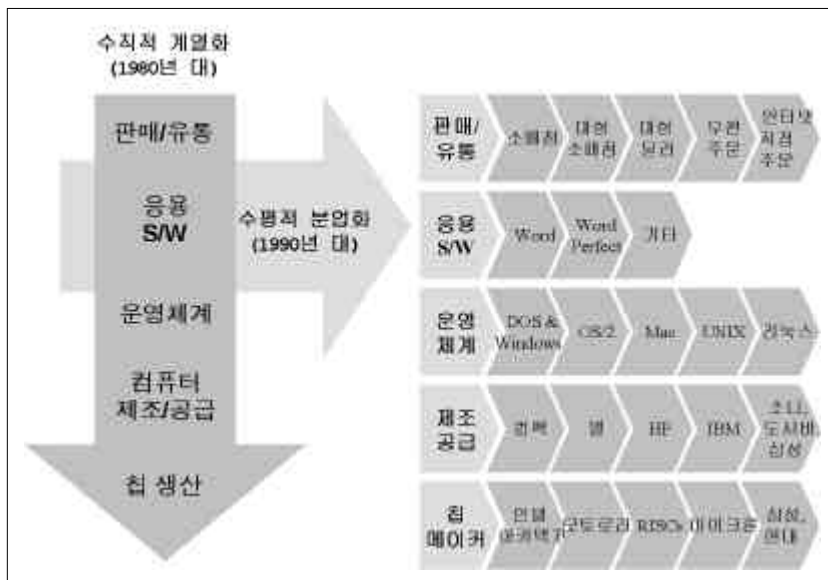 수직적 계열화
(1980년 대)
판매/유통
응용
S/W
운영체계
컴퓨터
제조/공급
칩 생산
수평적 분업화
(1990년 대)
판매/
유통
소매점
대형
소매점
대형
딜러
우편
주문
인터넷
직접
주문
응용
S/W
Word
Word
Perfect
기타
운영
체계
DOS &
Windows
OS/2
Mac
UNIX
리눅스
제조
공급
컴팩
델
HP
IBM
소니,
도시바,
삼성
칩
메이커
인텔
아키텍처
모토로라
RISCs
마이크론
삼성,
현대